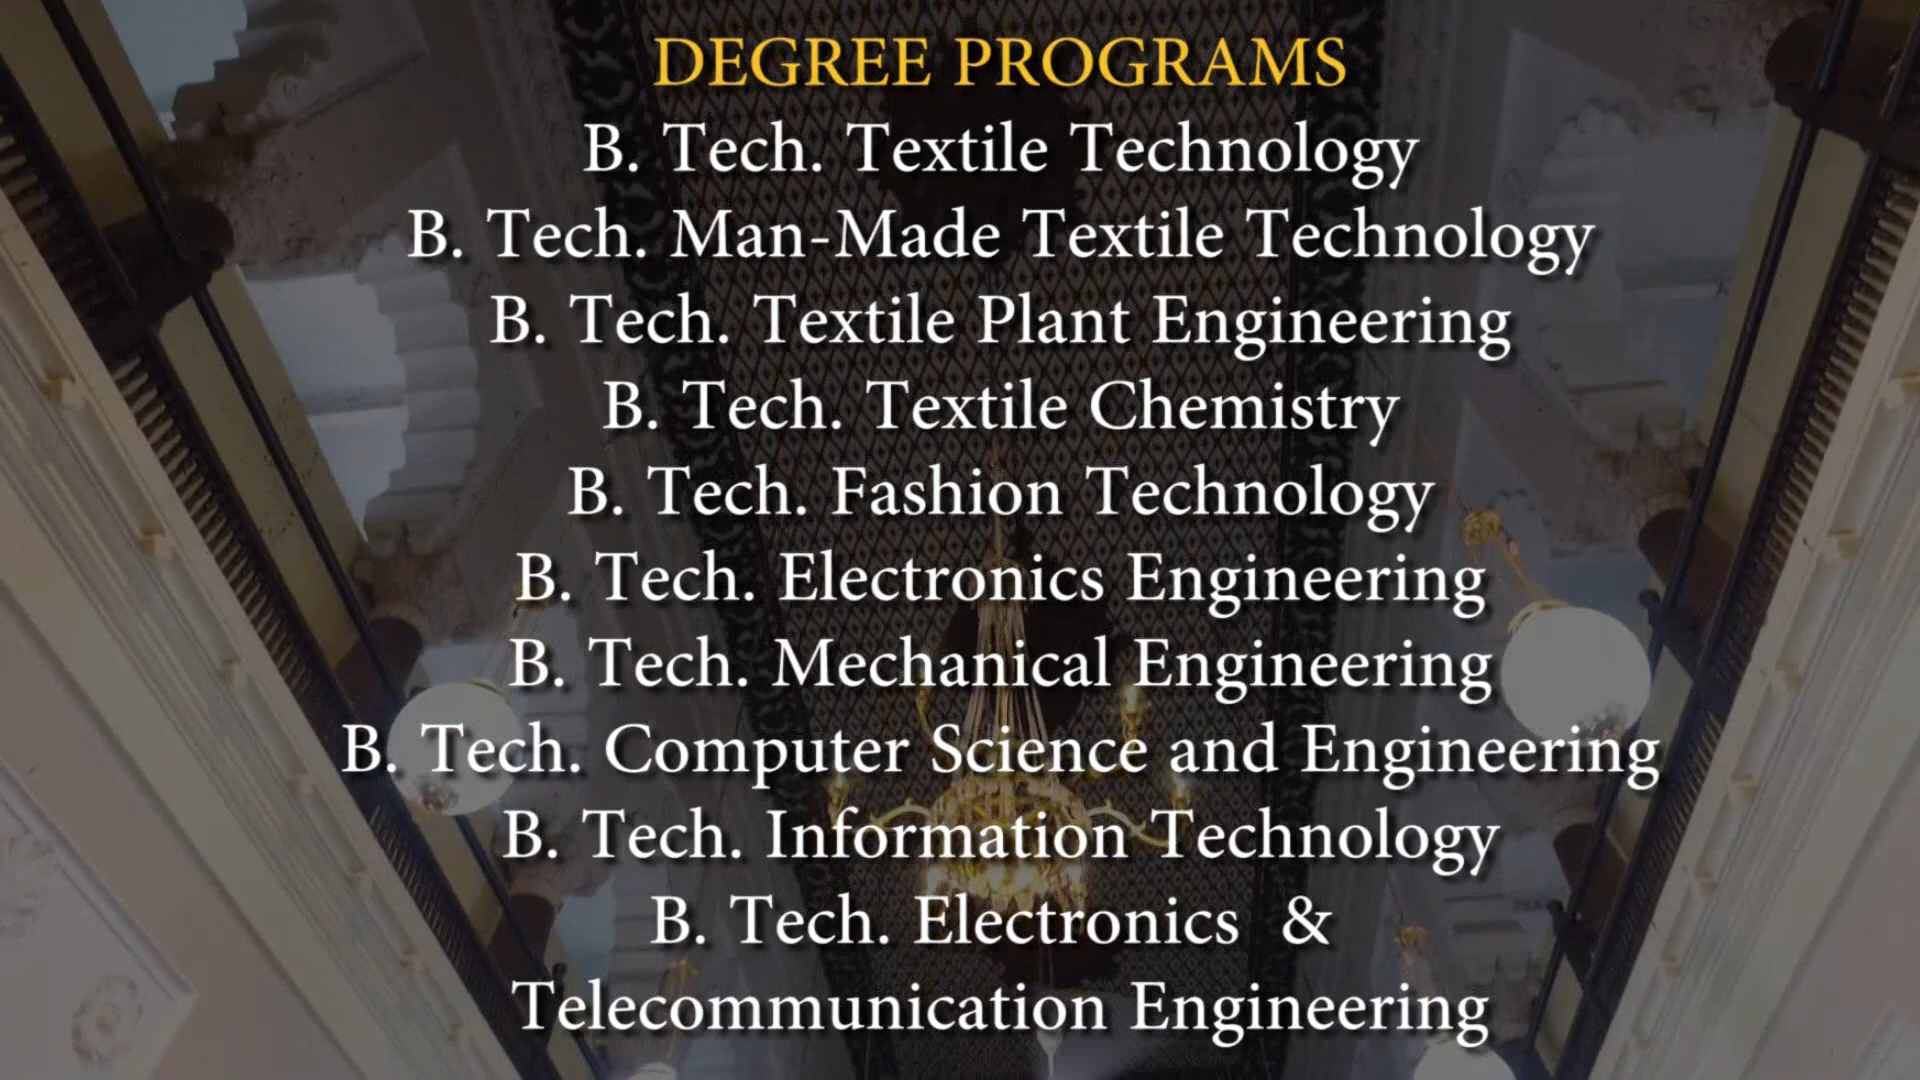 DEGREE PROGRAMS
B. Tech. Textile Technology
B. Tech. Man-Made Textile Technology
B. Tech. Textile Plant Engineering
B. Tech. Textile Chemistry
B. Tech. Fashion Technology
B. Tech. Electronics Engineering
B. Tech. Mechanical Engineering
B. Tech. Computer Science and Engineering
B. Tech. Information Technology
B. Tech. Electronics &
Telecommunication Engineering